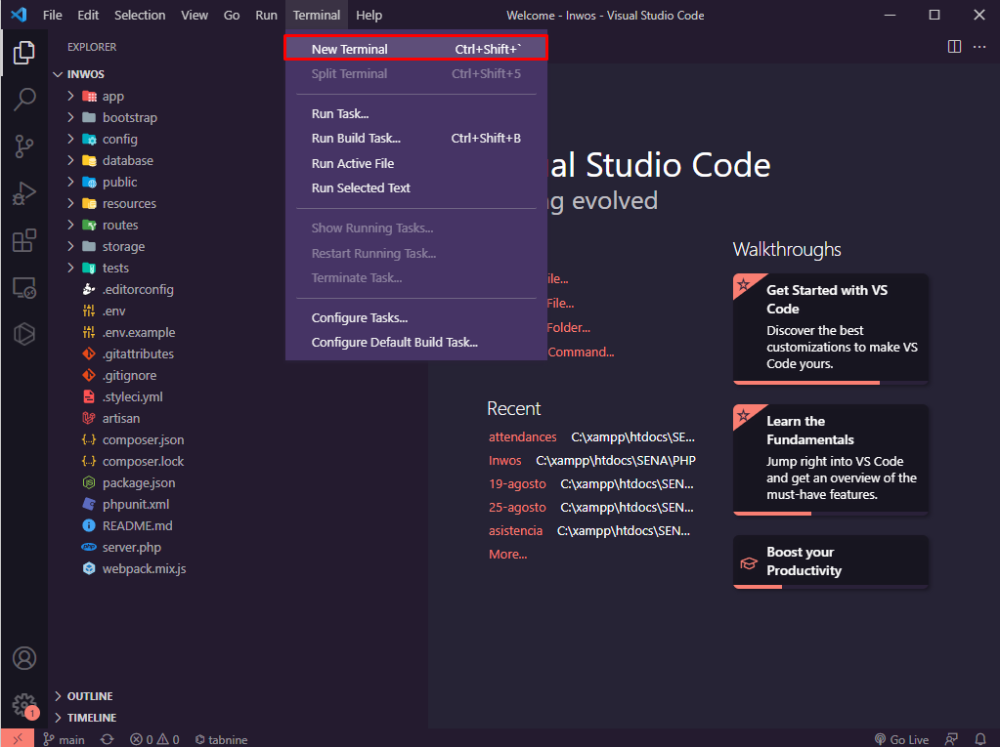 File Edit Selection View Go Run Terminal Help Welcome - Inwos - Visual Studio Code
EXPLORER
INWOS
app
bootstrap
config
database
public
resources
routes
storage
tests
.editorconfig
.env
.env.example
.gitattributes
.gitignore
.styleci.yml
artisan
composer.json
composer.lock
package.json
phpunit.xml
README.md
server.php
webpack.mix.js
OUTLINE
TIMELINE
New Terminal Ctrl+Shift+`
Split Terminal Ctrl+Shift+5
Run Task...
Run Build Task... Ctrl+Shift+B
Run Active File
Run Selected Text
Show Running Tasks...
Restart Running Task...
Terminate Task...
Configure Tasks...
Configure Default Build Task...
al Studio Code
g evolved
ile...
File...
Folder...
Command...
Recent
attendances C:\xampp\htdocs\SE...
Inwos C:\xampp\htdocs\SENA\PHP
19-agosto C:\xampp\htdocs\SEN...
25-agosto C:\xampp\htdocs\SEN...
asistencia C:\xampp\htdocs\SEN...
More...
Walkthroughs
Get Started with VS
Code
Discover the best
customizations to make VS
Code yours.
Learn the
Fundamentals
Jump right into VS Code
and get an overview of the
must-have features.
Boost your
Productivity
1
main 0 0 tabnine Go Live